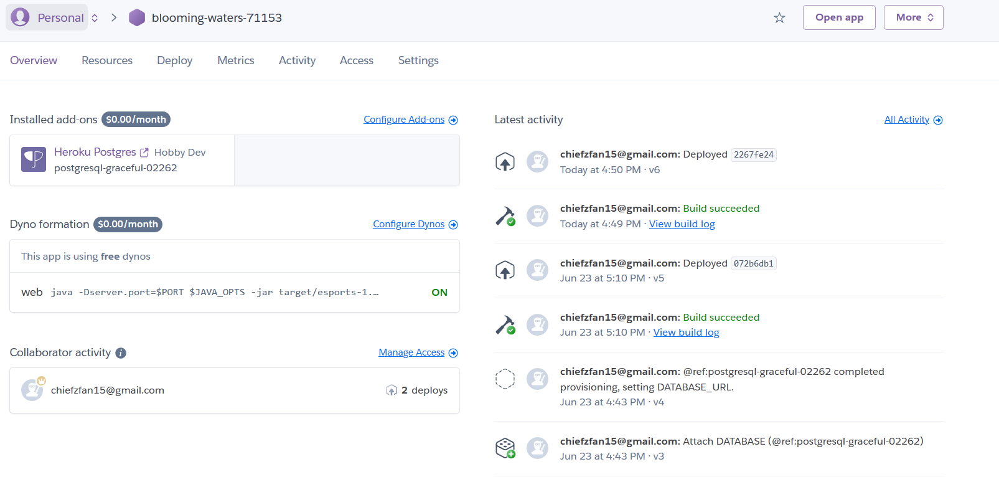 Personal
blooming-waters-71153
Open app
More
Overview
Resources
Deploy
Metrics
Activity
Access
Settings
Installed add-ons $0.00/month
Configure Add-ons
Heroku Postgres Hobby Dev
postgresql-graceful-02262
Dyno formation $0.00/month
Configure Dynos
This app is using free dynos
web java -Dserver.port=$PORT $JAVA_OPTS -jar target/esports-1.…
ON
Collaborator activity
Manage Access
chiefzfan15@gmail.com
2 deploys
Latest activity
All Activity
chiefzfan15@gmail.com: Deployed 2267fe24
Today at 4:50 PM · v6
chiefzfan15@gmail.com: Build succeeded
Today at 4:49 PM · View build log
chiefzfan15@gmail.com: Deployed 072b6db1
Jun 23 at 5:10 PM · v5
chiefzfan15@gmail.com: Build succeeded
Jun 23 at 5:10 PM · View build log
chiefzfan15@gmail.com: @ref:postgresql-graceful-02262 completed
provisioning, setting DATABASE_URL.
Jun 23 at 4:43 PM · v4
chiefzfan15@gmail.com: Attach DATABASE (@ref:postgresql-graceful-02262)
Jun 23 at 4:43 PM · v3